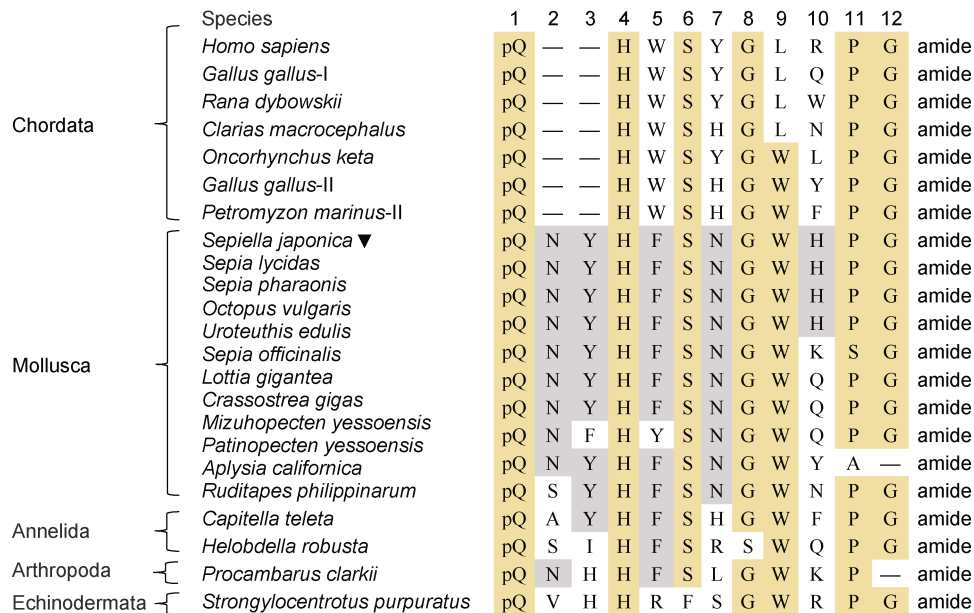 Species 1 2 3 4 5 6 7 8 9 10 11 12
Homo sapiens pQ — — H W S Y G L R P G amide
Gallus gallus-I pQ — — H W S Y G L Q P G amide
Rana dybowskii pQ — — H W S Y G L W P G amide
Chordata
Clarias macrocephalus pQ — — H W S H G L N P G amide
Oncorhynchus keta pQ — — H W S Y G W L P G amide
Gallus gallus-II pQ — — H W S H G W Y P G amide
Petromyzon marinus-II pQ — — H W S H G W F P G amide
Sepiella japonica▼ pQ N Y H F S N G W H P G amide
Sepia lycidas pQ N Y H F S N G W H P G amide
Sepia pharaonis pQ N Y H F S N G W H P G amide
Octopus vulgaris
Uroteuthis edulis pQ N Y H F S N G W H P G amide
Sepia officinalis pQ N Y H F S N G W K S G amide
Mollusca
Lottia gigantea pQ N Y H F S N G W Q P G amide
Crassostrea gigas pQ N Y H F S N G W Q P G amide
Mizuhopecten yessoensis
Patinopecten yessoensis pQ N F H Y S N G W Q P G amide
Aplysia californica pQ N Y H F S N G W Y A — amide
Ruditapes philippinarum pQ S Y H F S N G W N P G amide
Annelida
Capitella teleta pQ A Y H F S H G W F P G amide
Helobdella robusta pQ S I H F S R S W Q P G amide
Arthropoda Procambarus clarkii pQ N H H F S L G W K P — amide
Echinodermata Strongylocentrotus purpuratus pQ V H H R F S G W R P G amide